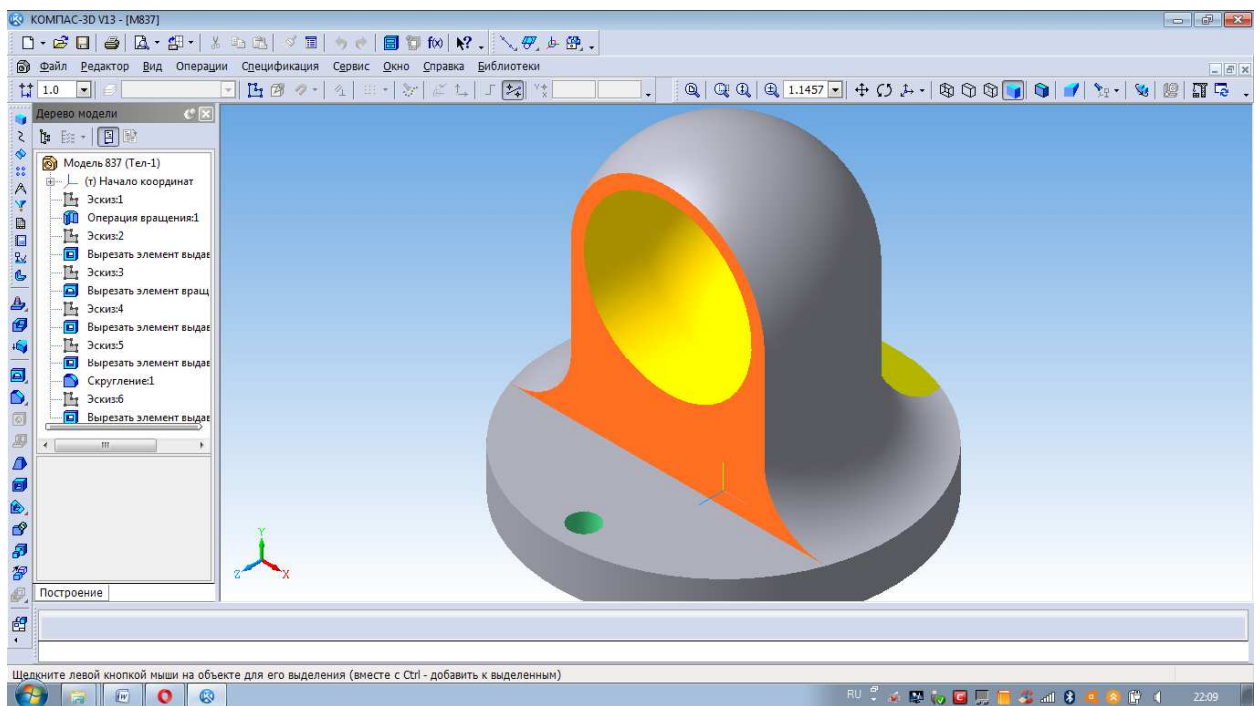 КОМПАС-3D V13 - [M837]
Файл Редактор Вид Операции Спецификация Сервис Окно Справка Библиотеки
1.0
1.1457
Дерево модели
Модель 837 (Тел-1)
(т) Начало координат
Эскиз:1
Операция вращения:1
Эскиз:2
Вырезать элемент выдав
Эскиз:3
Вырезать элемент вращ
Эскиз:4
Вырезать элемент выдав
Эскиз:5
Вырезать элемент выдав
Скругление:1
Эскиз:6
Вырезать элемент выдав
Y
Z
X
Построение
Щелкните левой кнопкой мыши на объекте для его выделения (вместе с Ctrl - добавить к выделенным)
RU
22:09